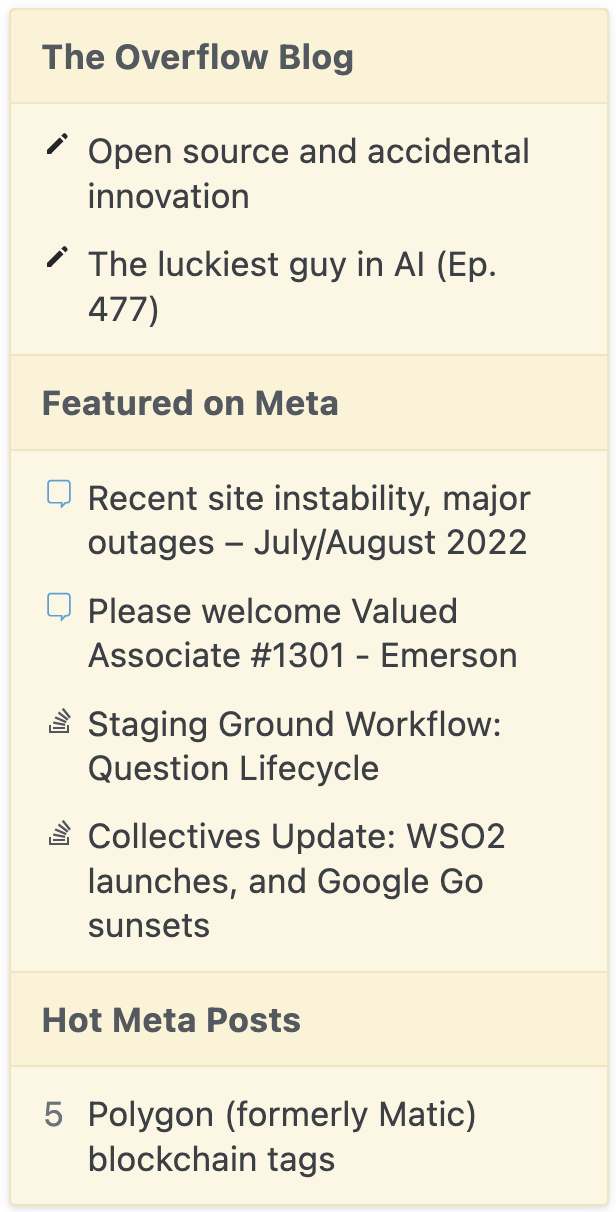 The Overflow Blog
Open source and accidental
innovation
The luckiest guy in AI (Ep.
477)
Featured on Meta
Recent site instability, major
outages – July/August 2022
Please welcome Valued
Associate #1301 - Emerson
Staging Ground Workflow:
Question Lifecycle
Collectives Update: WSO2
launches, and Google Go
sunsets
Hot Meta Posts
5 Polygon (formerly Matic)
blockchain tags